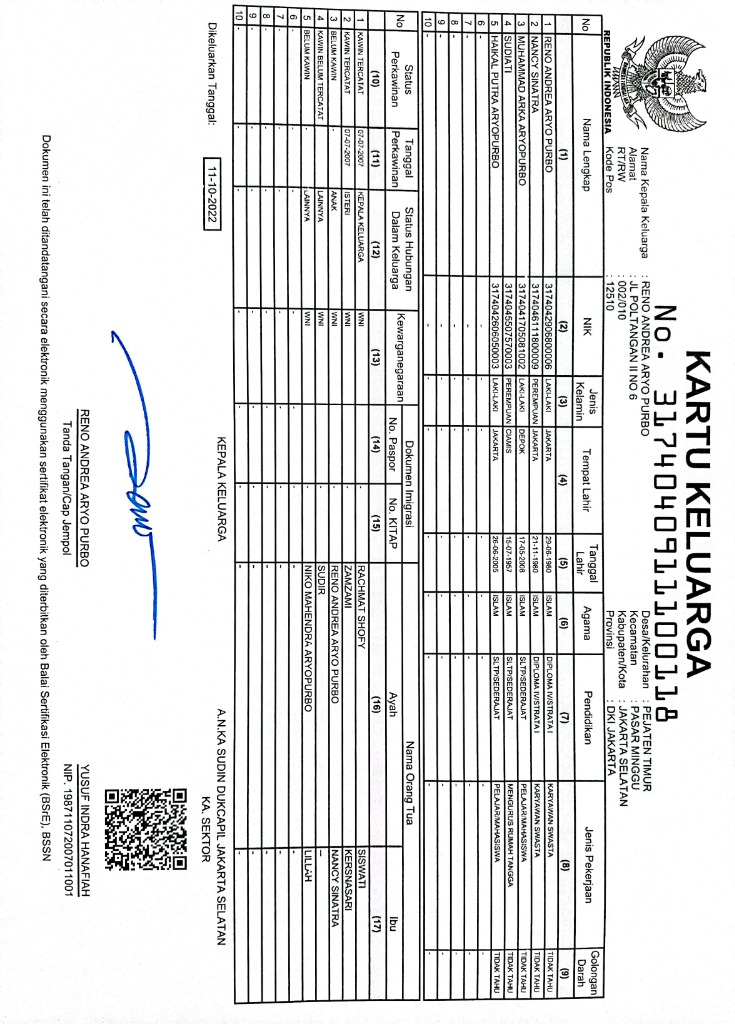 KARTU KELUARGA
No. 3174040911100118
REPUBLIK INDONESIA
Nama Kepala Keluarga : RENO ANDREA ARYO PURBO
Alamat : JL POLTANGAN II NO 6
RT/RW : 002/010
Kode Pos : 12510
Desa/Kelurahan : PEJATEN TIMUR
Kecamatan : PASAR MINGGU
Kabupaten/Kota : JAKARTA SELATAN
Provinsi : DKI JAKARTA
No Nama Lengkap NIK Jenis Kelamin Tempat Lahir Tanggal Lahir Agama Pendidikan Jenis Pekerjaan Golongan Darah
(1) (2) (3) (4) (5) (6) (7) (8) (9)
1 RENO ANDREA ARYO PURBO 3174042906800006 LAKI-LAKI JAKARTA 29-06-1980 ISLAM DIPLOMA IV/STRATA I KARYAWAN SWASTA TIDAK TAHU
2 NANCY SINATRA 3174046111800009 PEREMPUAN JAKARTA 21-11-1980 ISLAM DIPLOMA IV/STRATA I KARYAWAN SWASTA TIDAK TAHU
3 MUHAMMAD ARKA ARYOPURBO 3174041705081002 LAKI-LAKI DEPOK 17-05-2008 ISLAM SLTP/SEDERAJAT PELAJAR/MAHASISWA TIDAK TAHU
4 SUDIATI 3174045507570003 PEREMPUAN CIAMIS 15-07-1957 ISLAM SLTP/SEDERAJAT MENGURUS RUMAH TANGGA TIDAK TAHU
5 HAIKAL PUTRA ARYOPURBO 3174042606050003 LAKI-LAKI JAKARTA 26-06-2005 ISLAM SLTP/SEDERAJAT PELAJAR/MAHASISWA TIDAK TAHU
6 - - - - - - - - -
7 - - - - - - - - -
8 - - - - - - - - -
9 - - - - - - - - -
10 - - - - - - - - -
No Status Perkawinan Tanggal Perkawinan Status Hubungan Dalam Keluarga Kewarganegaraan Dokumen Imigrasi Nama Orang Tua
No. Paspor No. KITAP Ayah Ibu
(10) (11) (12) (13) (14) (15) (16) (17)
1 KAWIN TERCATAT 07-07-2007 KEPALA KELUARGA WNI - - RACHMAT SHOFY SISWATI
2 KAWIN TERCATAT 07-07-2007 ISTERI WNI - - ZAMZAMI KERSNASARI
3 BELUM KAWIN - ANAK WNI - - RENO ANDREA ARYO PURBO NANCY SINATRA
4 KAWIN BELUM TERCATAT - LAINNYA WNI - - SUDIR -
5 BELUM KAWIN - LAINNYA WNI - - NIKO MAHENDRA ARYOPURBO LILLAH
6 - - - - - - - -
7 - - - - - - - -
8 - - - - - - - -
9 - - - - - - - -
10 - - - - - - - -
Dikeluarkan Tanggal: 11-10-2022
KEPALA KELUARGA
RENO ANDREA ARYO PURBO
Tanda Tangan/Cap Jempol
A.N.KA SUDIN DUKCAPIL JAKARTA SELATAN
KA. SEKTOR
YUSUF INDRA HANAFIAH
NIP. 198711072207011001
Dokumen ini telah ditandatangani secara elektronik menggunakan sertifikat elektronik yang diterbitkan oleh Balai Sertifikasi Elektronik (BSrE), BSSN